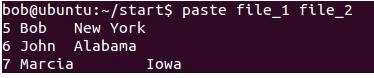 bob@ubuntu:~/start$ paste file_1 file_2
5 Bob   New York
6 John  Alabama
7 Marcia        Iowa